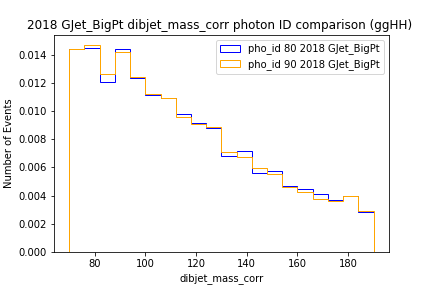 2018 GJet_BigPt dibjet_mass_corr photon ID comparison (ggHH)
pho_id 80 2018 GJet_BigPt
pho_id 90 2018 GJet_BigPt
Number of Events
0.014
0.012
0.010
0.008
0.006
0.004
0.002
0.000
80 100 120 140 160 180
dibjet_mass_corr